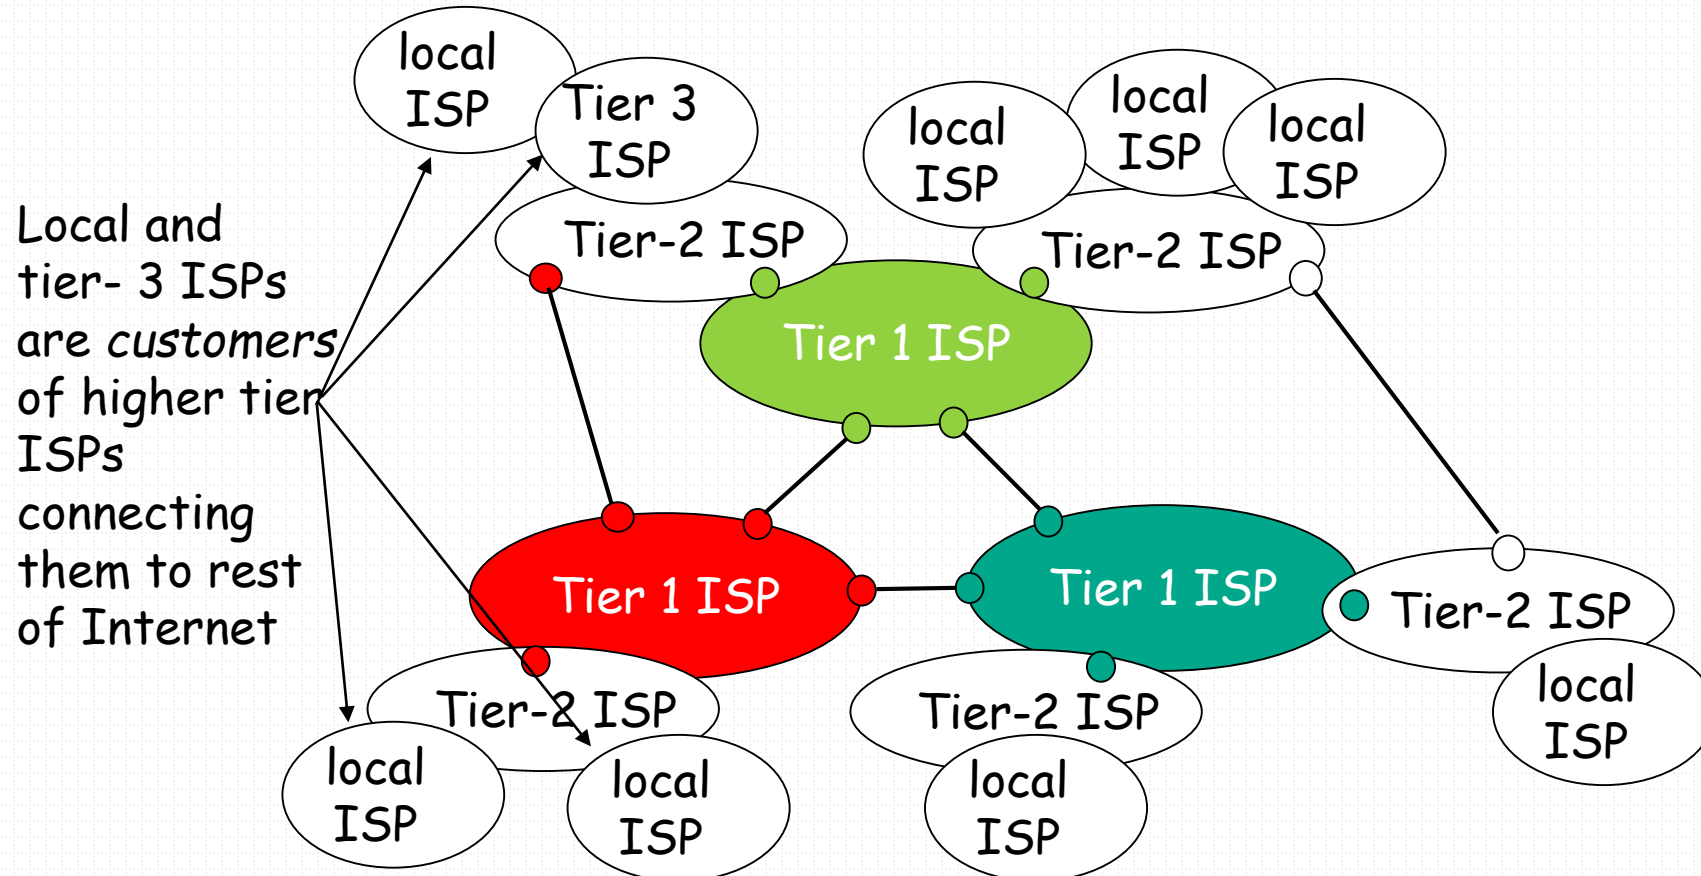 local
ISP
Tier 3
ISP
local
ISP
local
ISP
local
ISP
Local and
tier- 3 ISPs
are customers
of higher tier
ISPs
connecting
them to rest
of Internet
Tier-2 ISP
Tier-2 ISP
Tier 1 ISP
Tier 1 ISP
Tier 1 ISP
Tier-2 ISP
Tier-2 ISP
Tier-2 ISP
local
ISP
local
ISP
local
ISP
local
ISP